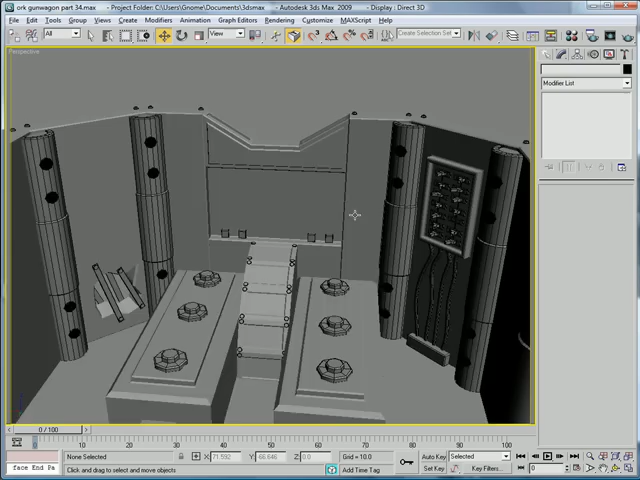 ork gunwagon part 34.max - Project Folder: C:\Users\Gnome\Documents\3dsmax - Autodesk 3ds Max 2009 - Display : Direct 3D
File Edit Tools Group Views Create Modifiers Animation Graph Editors Rendering Customize MAXScript Help
All View Create Selection Set
Perspective
Modifier List
0 / 100
0 10 20 30 40 50 60 70 80 90 100
None Selected X: 71.592 Y: 66.646 Z: 0.0 Grid = 10.0 Auto Key Selected
face End Pa Click and drag to select and move objects Add Time Tag Set Key Key Filters... 0